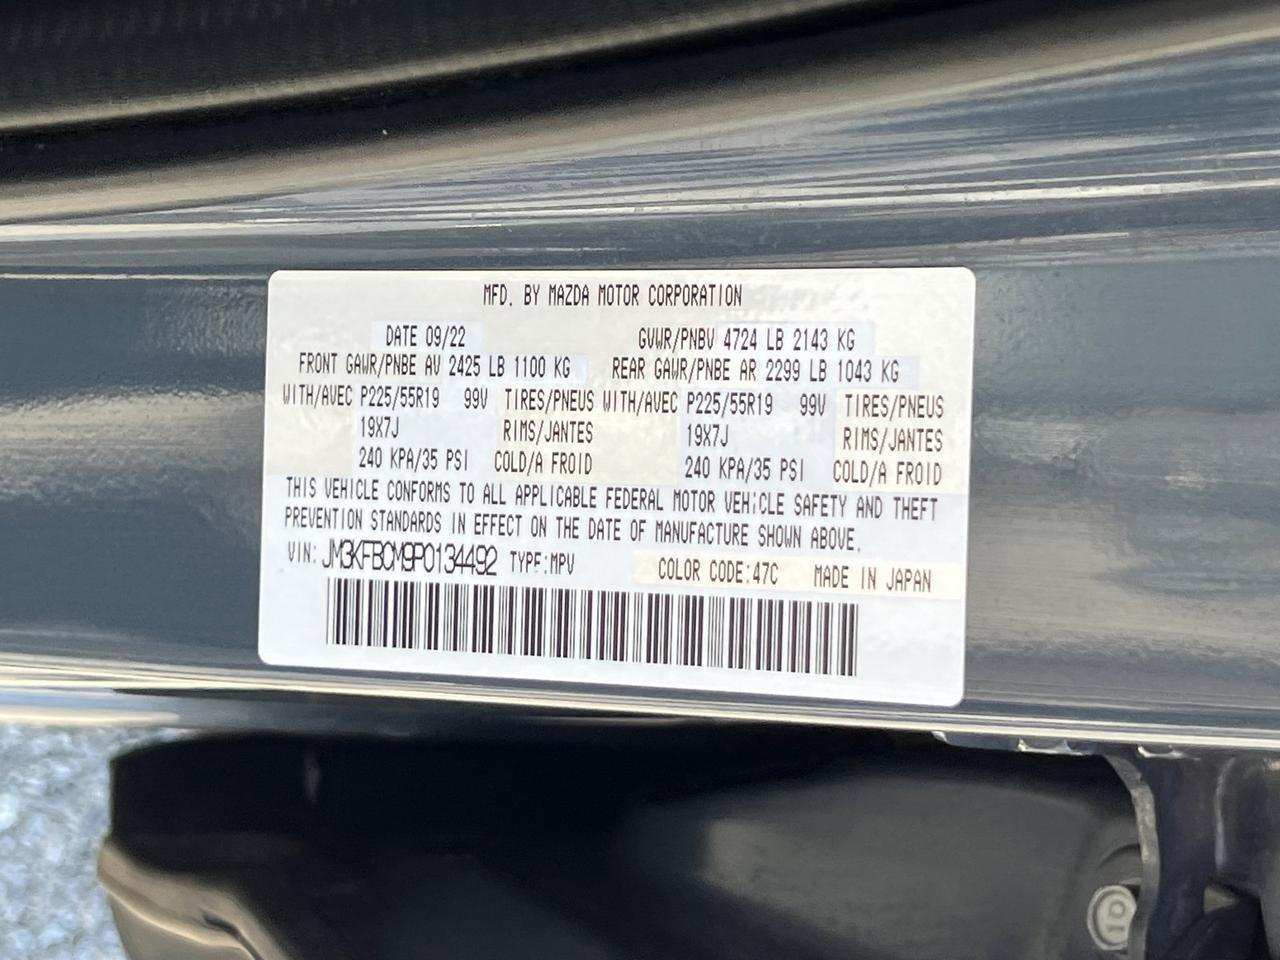 MFD. BY MAZDA MOTOR CORPORATION
DATE 09/22 GVWR/PNBV 4724 LB 2143 KG
FRONT GAWR/PNBE AV 2425 LB 1100 KG REAR GAWR/PNBE AR 2299 LB 1043 KG
WITH/AVEC P225/55R19 99V TIRES/PNEUS WITH/AVEC P225/55R19 99V TIRES/PNEUS
19X7J RIMS/JANTES 19X7J RIMS/JANTES
240 KPA/35 PSI COLD/A FROID 240 KPA/35 PSI COLD/A FROID
THIS VEHICLE CONFORMS TO ALL APPLICABLE FEDERAL MOTOR VEHICLE SAFETY AND THEFT
PREVENTION STANDARDS IN EFFECT ON THE DATE OF MANUFACTURE SHOWN ABOVE.
VIN: JM3KFBCM9P0134492 TYPE:MPV COLOR CODE:47C MADE IN JAPAN
10